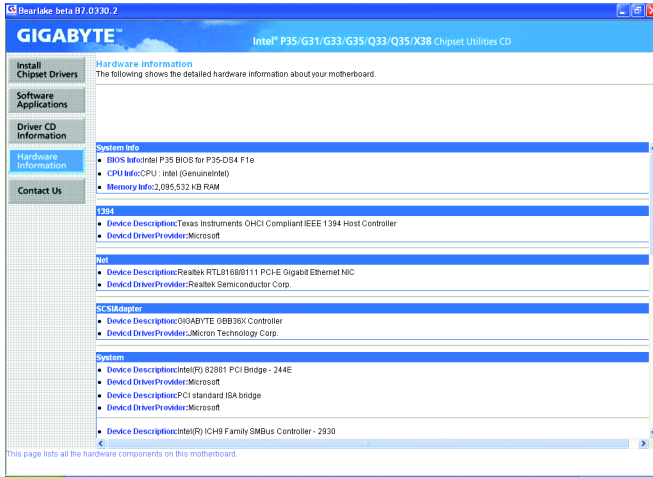 Bearlake beta B7.0330.2
GIGABYTE™
Intel® P35/G31/G33/G35/Q33/Q35/X38 Chipset Utilities CD
Install
Chipset Drivers
Software
Applications
Driver CD
Information
Hardware
Information
Contact Us
Hardware information
The following shows the detailed hardware information about your motherboard.
System Info
• BIOS Info:Intel P35 BIOS for P35-DS4 F1e
• CPU Info:CPU : intel (GenuineIntel)
• Memory Info:2,095,532 KB RAM
1394
• Device Description:Texas Instruments OHCI Compliant IEEE 1394 Host Controller
• Devicd DriverProvider:Microsoft
Net
• Device Description:Realtek RTL8168/8111 PCI-E Gigabit Ethernet NIC
• Devicd DriverProvider:Realtek Semiconductor Corp.
SCSIAdapter
• Device Description:GIGABYTE GBB36X Controller
• Devicd DriverProvider:JMicron Technology Corp.
System
• Device Description:Intel(R) 82801 PCI Bridge - 244E
• Devicd DriverProvider:Microsoft
• Device Description:PCI standard ISA bridge
• Devicd DriverProvider:Microsoft
• Device Description:Intel(R) ICH9 Family SMBus Controller - 2930
This page lists all the hardware components on this motherboard.